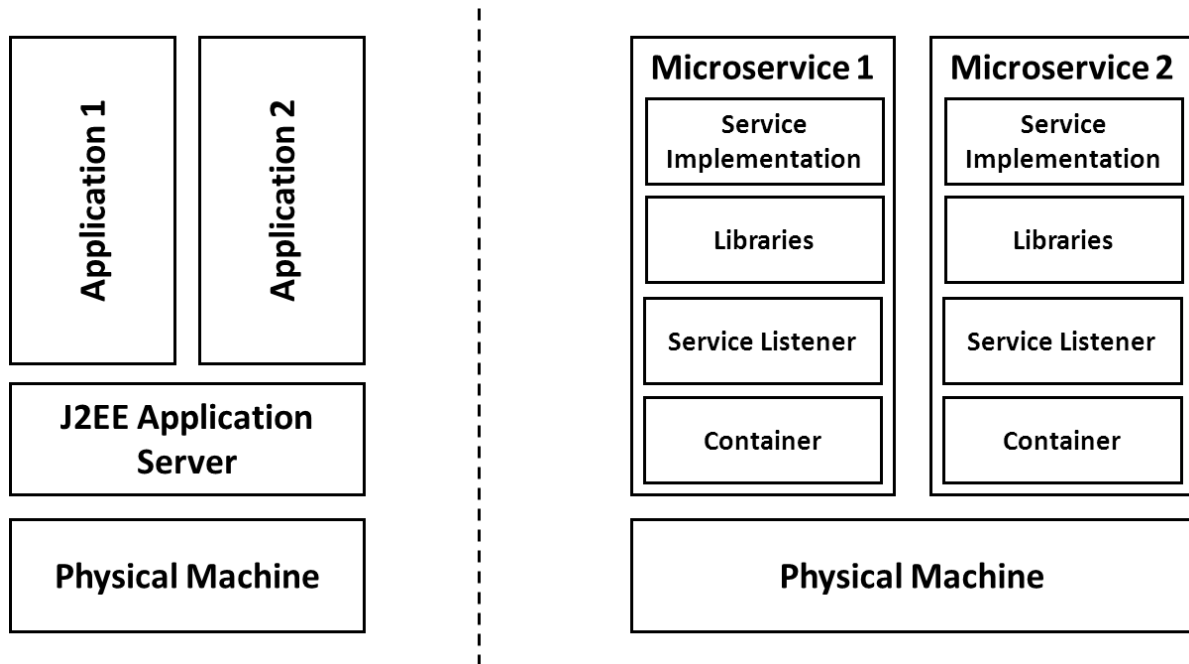 Application 1
Application 2
J2EE Application
Server
Physical Machine
Microservice 1
Service
Implementation
Libraries
Service Listener
Container
Microservice 2
Service
Implementation
Libraries
Service Listener
Container
Physical Machine